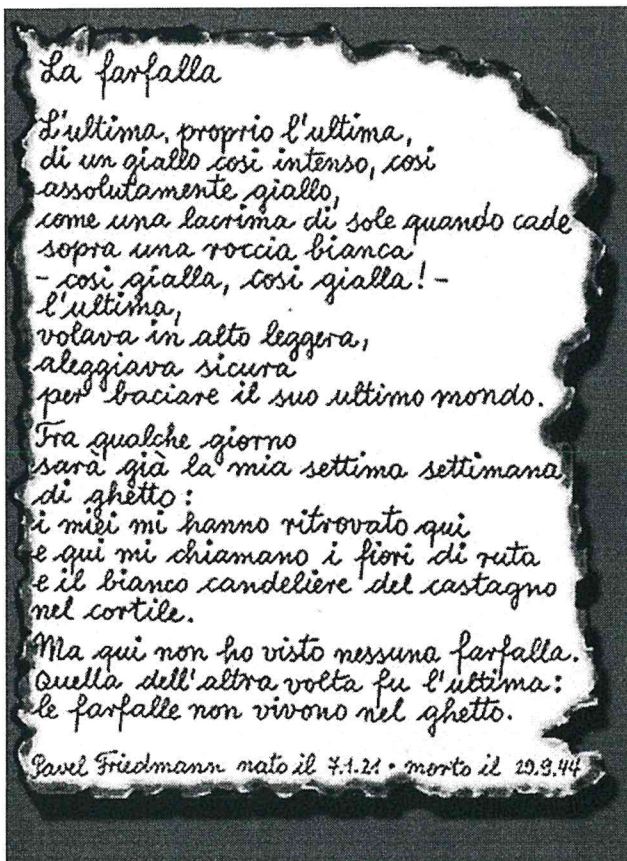 La farfalla
L'ultima, proprio l'ultima,
di un giallo così intenso, così
assolutamente giallo,
come una lacrima di sole quando cade
sopra una roccia bianca
- così gialla, così gialla! -
l'ultima,
volava in alto leggera,
aleggiava sicura
per baciare il suo ultimo mondo.
Fra qualche giorno
sarà già la mia settima settimana
di ghetto:
i miei mi hanno ritrovato qui
e qui mi chiamano i fiori di ruta
e il bianco candeliere del castagno
nel cortile.
Ma qui non ho visto nessuna farfalla.
Quella dell'altra volta fu l'ultima:
le farfalle non vivono nel ghetto.
Pavel Friedmann nato il 7.1.21 • morto il 29.9.44